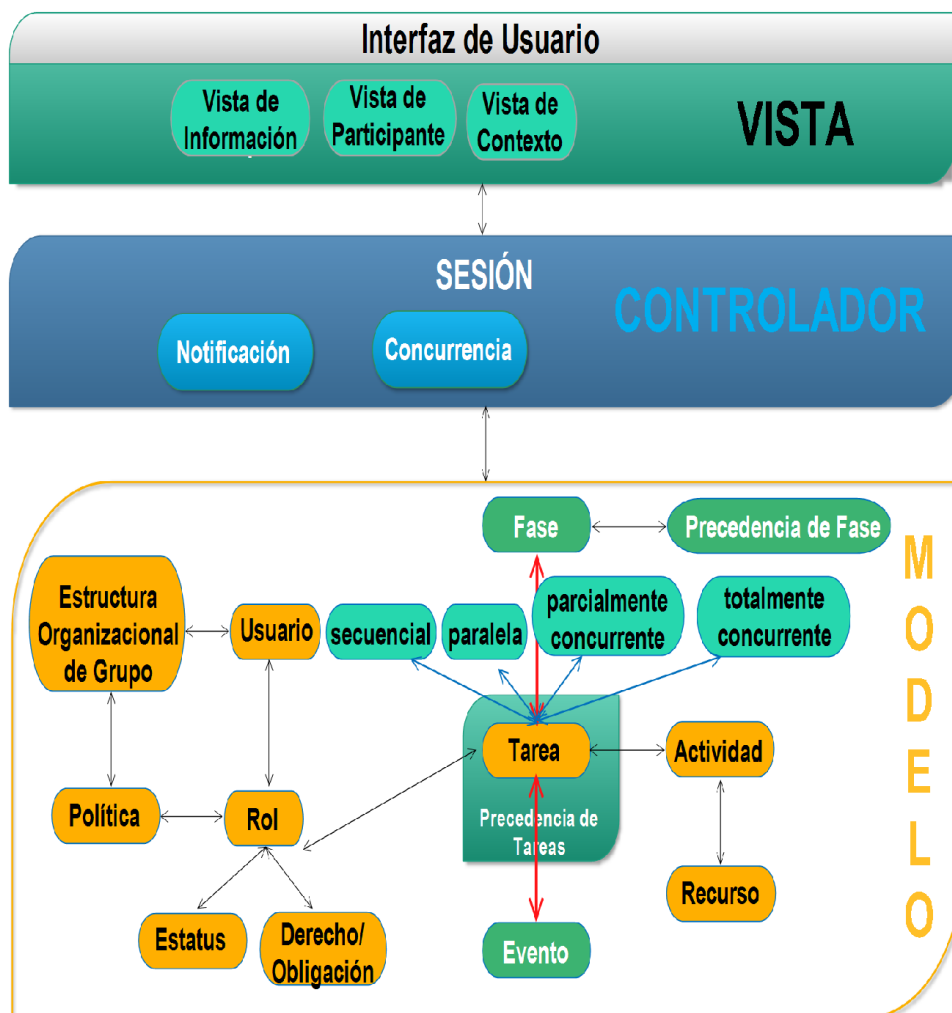 Interfaz de Usuario
Vista de
Información
Vista de
Participante
Vista de
Contexto
VISTA
SESIÓN
CONTROLADOR
Notificación
Concurrencia
Fase
Precedencia de Fase
MODELO
Estructura
Organizacional
de Grupo
Usuario
secuencial
paralela
parcialmente
concurrente
totalmente
concurrente
Tarea
Actividad
Precedencia de
Tareas
Política
Rol
Recurso
Estatus
Derecho/
Obligación
Evento